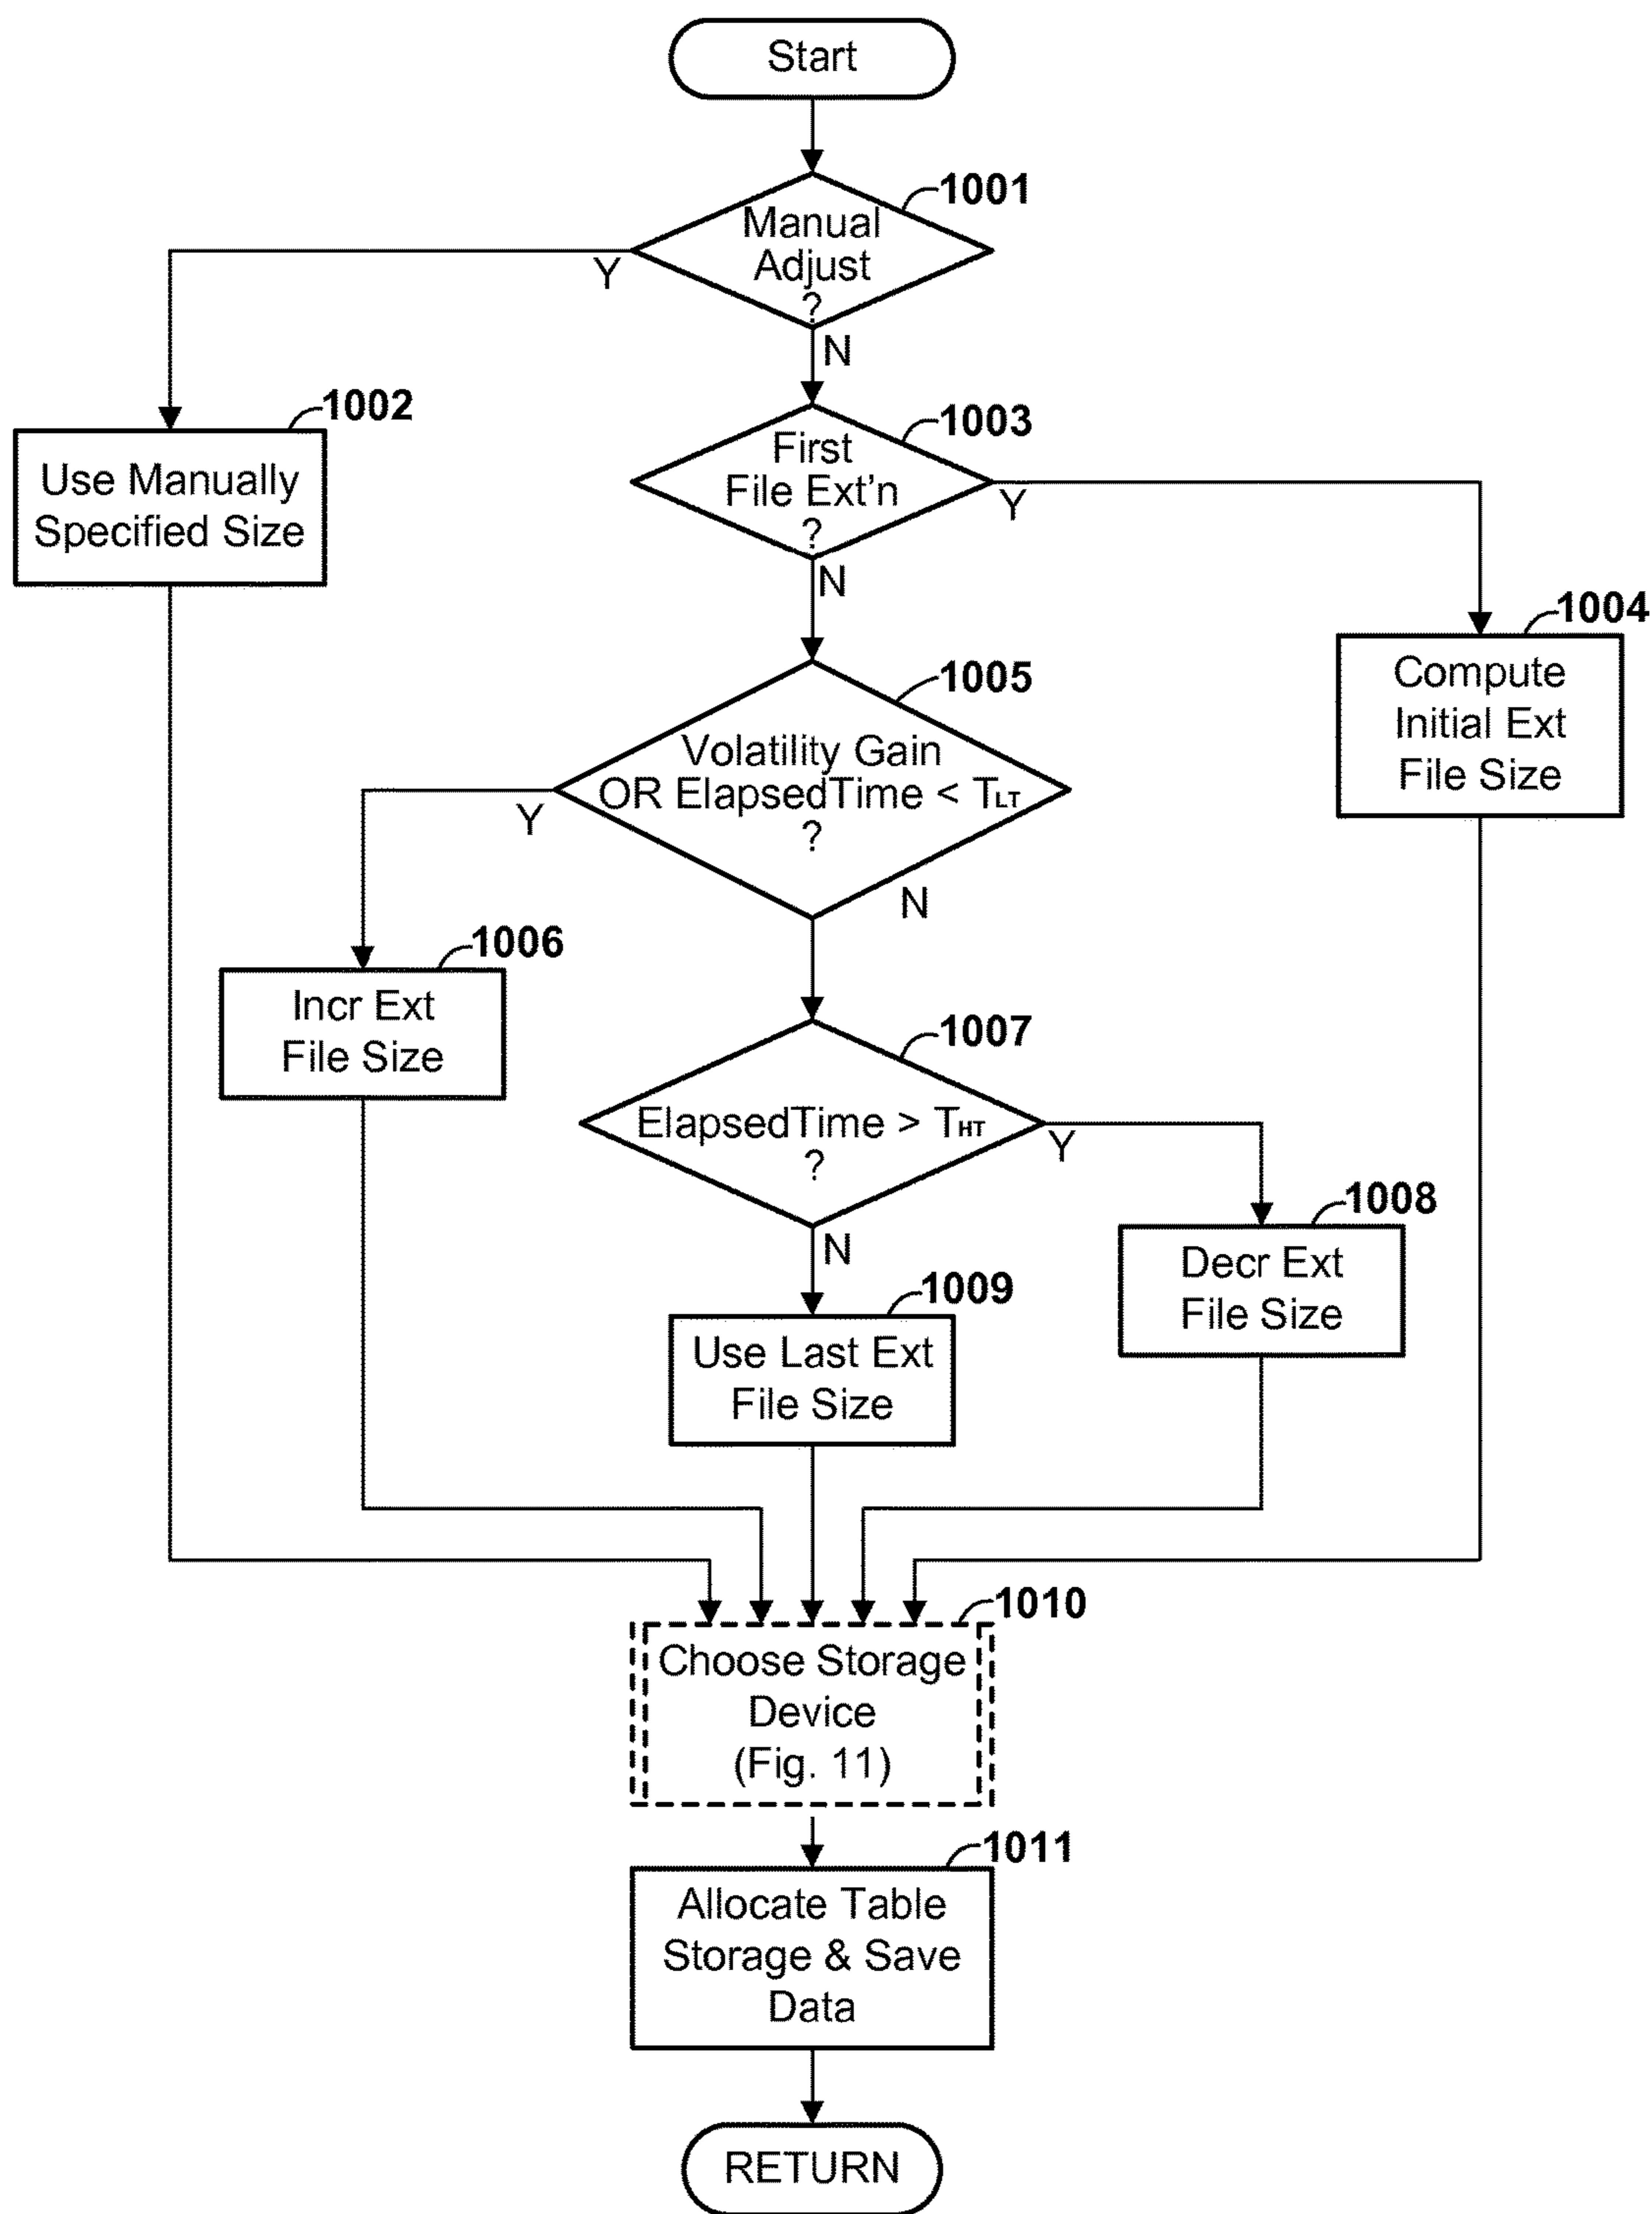 Start
1001
Manual
Adjust
?
Y
N
1002
Use Manually
Specified Size
1003
First
File Ext'n
?
Y
N
1004
Compute
Initial Ext
File Size
1005
Volatility Gain
OR ElapsedTime < TLT
?
Y
N
1006
Incr Ext
File Size
1007
ElapsedTime > THT
?
Y
N
1008
Decr Ext
File Size
1009
Use Last Ext
File Size
1010
Choose Storage
Device
(Fig. 11)
1011
Allocate Table
Storage & Save
Data
RETURN